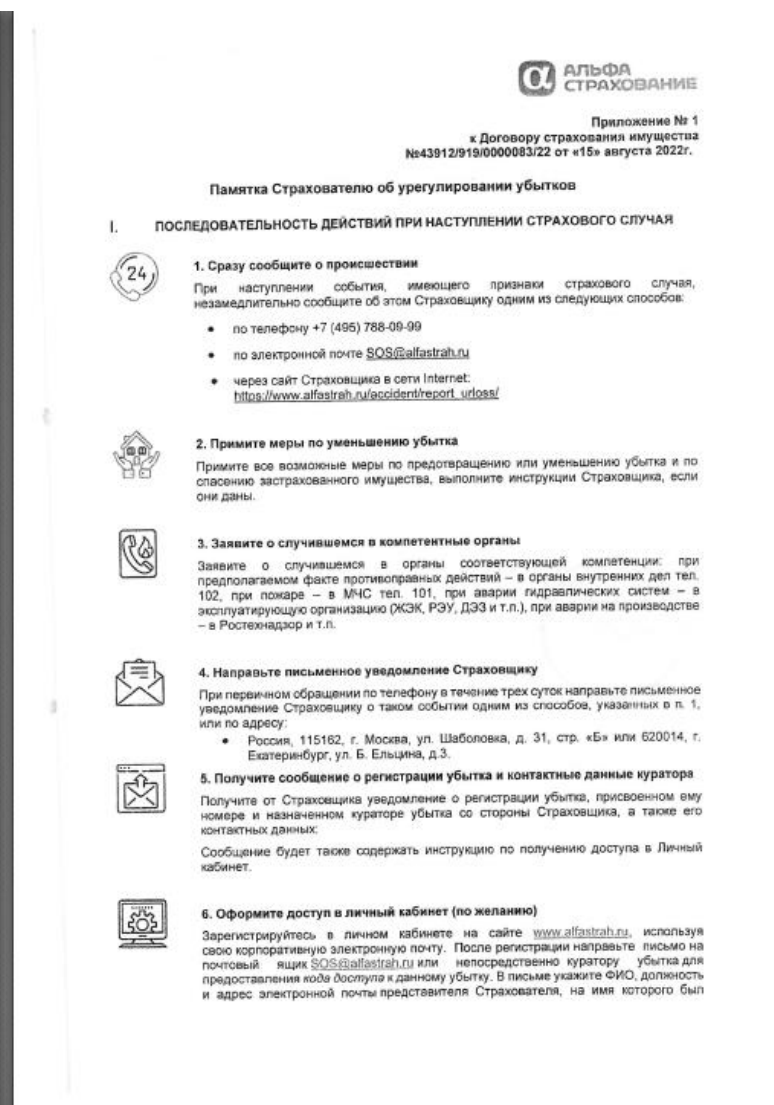 АЛЬФА
СТРАХОВАНИЕ
Приложение № 1
к Договору страхования имущества
№43912/919/0000083/22 от «15» августа 2022г.
Памятка Страхователю об урегулировании убытков
I. ПОСЛЕДОВАТЕЛЬНОСТЬ ДЕЙСТВИЙ ПРИ НАСТУПЛЕНИИ СТРАХОВОГО СЛУЧАЯ
24
1. Сразу сообщите о происшествии
При наступлении события, имеющего признаки страхового случая,
незамедлительно сообщите об этом Страховщику одним из следующих способов:
• по телефону +7 (495) 788-09-99
• по электронной почте SOS@alfastrah.ru
• через сайт Страховщика в сети Internet:
https://www.alfastrah.ru/accident/report_urloss/
2. Примите меры по уменьшению убытка
Примите все возможные меры по предотвращению или уменьшению убытка и по
спасению застрахованного имущества, выполните инструкции Страховщика, если
они даны.
3. Заявите о случившемся в компетентные органы
Заявите о случившемся в органы соответствующей компетенции: при
предполагаемом факте противоправных действий – в органы внутренних дел тел.
102, при пожаре – в МЧС тел. 101, при аварии гидравлических систем – в
эксплуатирующую организацию (ЖЭК, РЭУ, ДЭЗ и т.п.), при аварии на производстве
– в Ростехнадзор и т.п.
4. Направьте письменное уведомление Страховщику
При первичном обращении по телефону в течение трех суток направьте письменное
уведомление Страховщику о таком событии одним из способов, указанных в п. 1,
или по адресу:
• Россия, 115162, г. Москва, ул. Шаболовка, д. 31, стр. «Б» или 620014, г.
Екатеринбург, ул. Б. Ельцина, д.3.
5. Получите сообщение о регистрации убытка и контактные данные куратора
Получите от Страховщика уведомление о регистрации убытка, присвоенном ему
номере и назначенном кураторе убытка со стороны Страховщика, а также его
контактных данных.
Сообщение будет также содержать инструкцию по получению доступа в Личный
кабинет.
6. Оформите доступ в личный кабинет (по желанию)
Зарегистрируйтесь в личном кабинете на сайте www.alfastrah.ru, используя
свою корпоративную электронную почту. После регистрации направьте письмо на
почтовый ящик SOS@alfastrah.ru или непосредственно куратору убытка для
предоставления кода доступа к данному убытку. В письме укажите ФИО, должность
и адрес электронной почты представителя Страхователя, на имя которого был